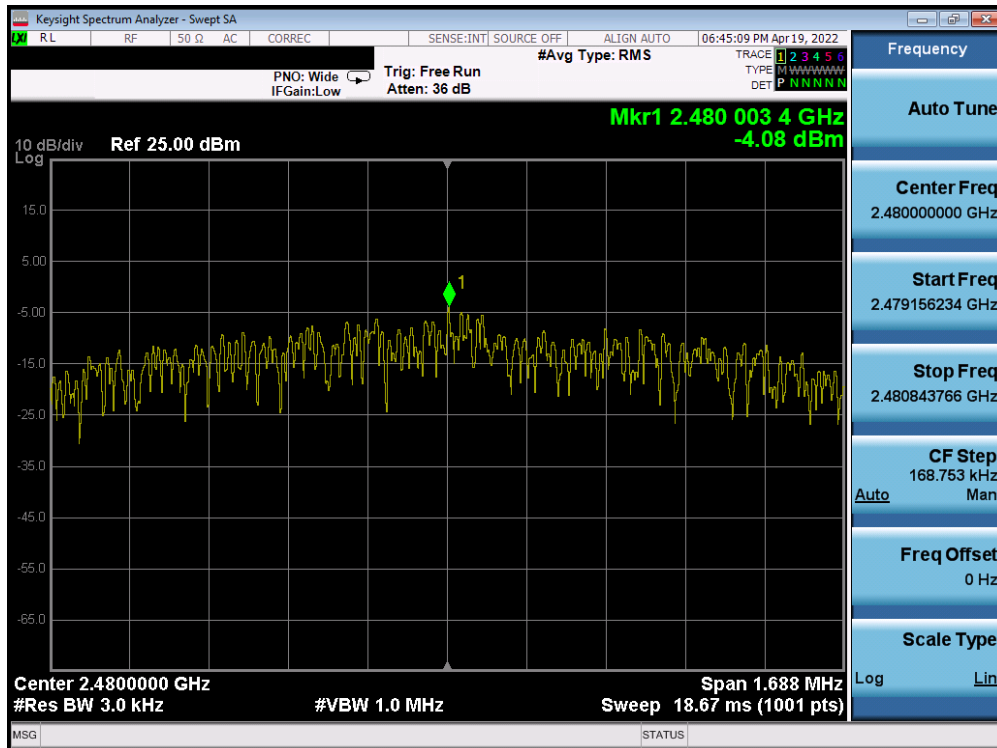 Keysight Spectrum Analyzer - Swept SA
LXI RL RF 50 Ω AC CORREC SENSE:INT SOURCE OFF ALIGN AUTO 06:45:09 PM Apr 19, 2022
PNO: Wide
IFGain:Low
Trig: Free Run
Atten: 36 dB
#Avg Type: RMS
TRACE 1 2 3 4 5 6
TYPE M WWWWW
DET P N N N N N
Mkr1 2.480 003 4 GHz
-4.08 dBm
10 dB/div
Log
Ref 25.00 dBm
15.0
5.00
-5.00
-15.0
-25.0
-35.0
-45.0
-55.0
-65.0
1
Center 2.4800000 GHz
#Res BW 3.0 kHz
#VBW 1.0 MHz
Span 1.688 MHz
Sweep 18.67 ms (1001 pts)
MSG
STATUS
Frequency
Auto Tune
Center Freq
2.480000000 GHz
Start Freq
2.479156234 GHz
Stop Freq
2.480843766 GHz
CF Step
168.753 kHz
Auto Man
Freq Offset
0 Hz
Scale Type
Log Lin